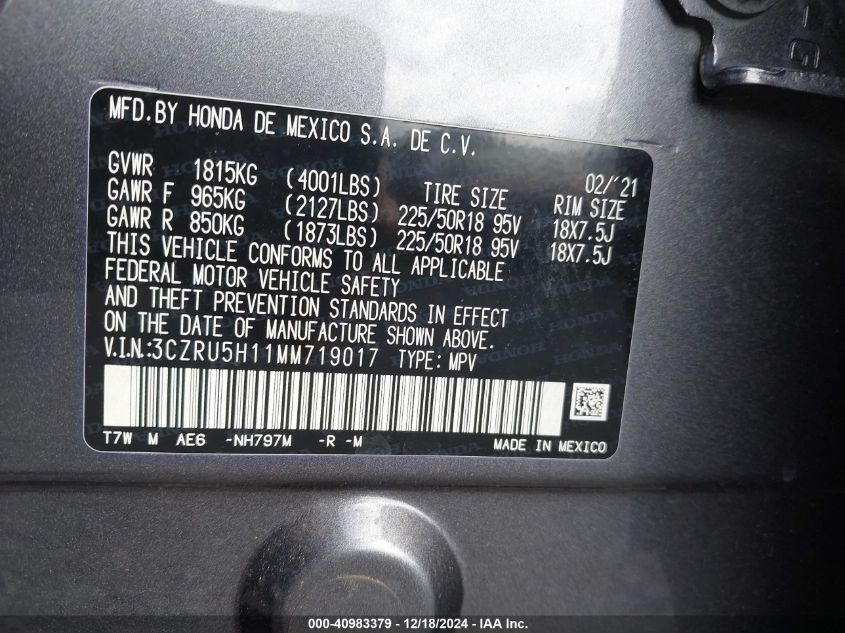 MFD.BY HONDA DE MEXICO S.A. DE C.V.
02/'21
GVWR 1815KG (4001LBS) TIRE SIZE RIM SIZE
GAWR F 965KG (2127LBS) 225/50R18 95V 18X7.5J
GAWR R 850KG (1873LBS) 225/50R18 95V 18X7.5J
THIS VEHICLE CONFORMS TO ALL APPLICABLE
FEDERAL MOTOR VEHICLE SAFETY
AND THEFT PREVENTION STANDARDS IN EFFECT
ON THE DATE OF MANUFACTURE SHOWN ABOVE.
V.I.N.:3CZRU5H11MM719017 TYPE: MPV
T7W M AE6 -NH797M -R -M MADE IN MEXICO
000-40983379 / 12/18/2024 - IAA Inc.